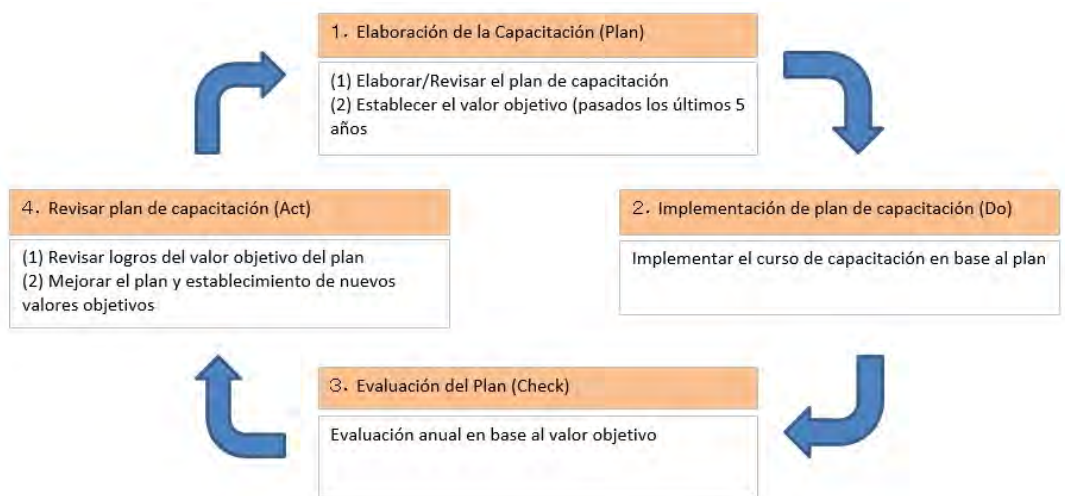 1. Elaboración de la Capacitación (Plan)
(1) Elaborar/Revisar el plan de capacitación
(2) Establecer el valor objetivo (pasados los últimos 5
años
2. Implementación de plan de capacitación (Do)
Implementar el curso de capacitación en base al plan
3. Evaluación del Plan (Check)
Evaluación anual en base al valor objetivo
4. Revisar plan de capacitación (Act)
(1) Revisar logros del valor objetivo del plan
(2) Mejorar el plan y establecimiento de nuevos
valores objetivos